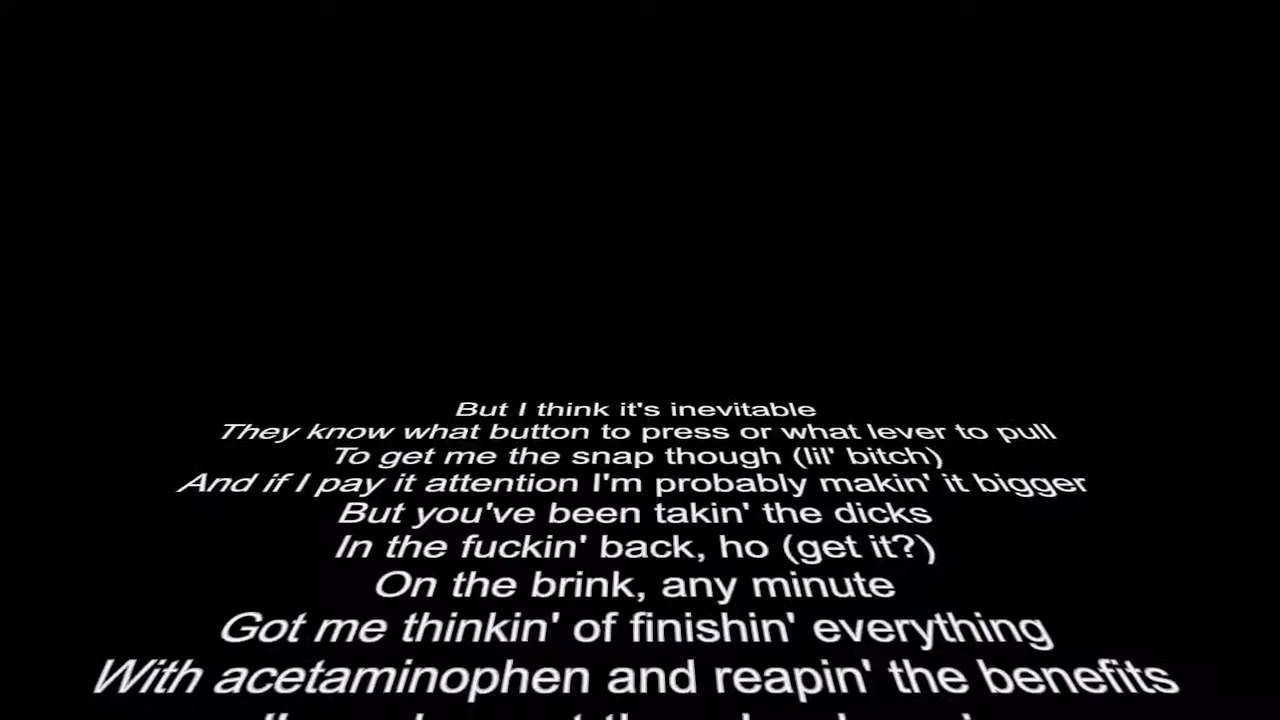 But I think it's inevitable
They know what button to press or what lever to pull
To get me the snap though (lil' bitch)
And if I pay it attention I'm probably makin' it bigger
But you've been takin' the dicks
In the fuckin' back, ho (get it?)
On the brink, any minute
Got me thinkin' of finishin' everything
With acetaminophen and reapin' the benefits